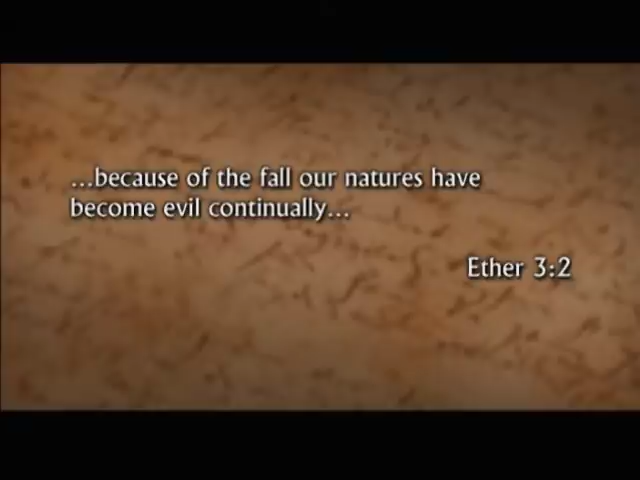 ...because of the fall our natures have
become evil continually...
Ether 3:2